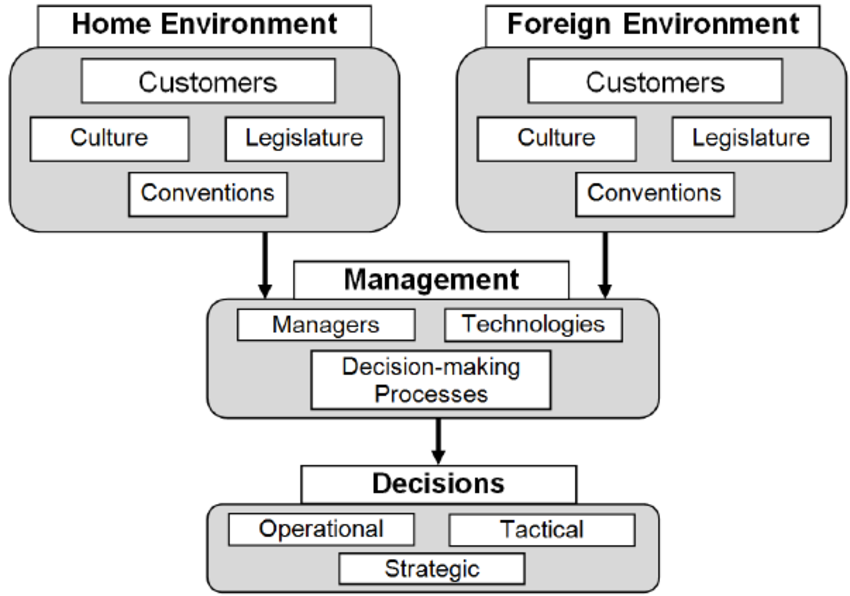 Home Environment
Customers
Culture
Legislature
Conventions
Foreign Environment
Customers
Culture
Legislature
Conventions
Management
Managers
Technologies
Decision-making
Processes
Decisions
Operational
Tactical
Strategic